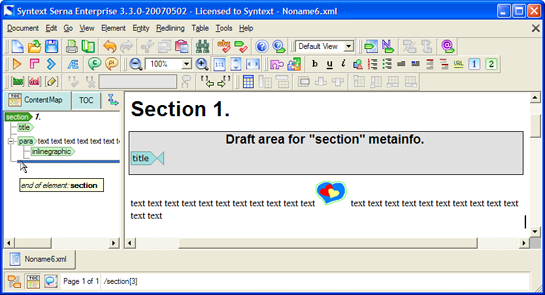 Syntext Serna Enterprise 3.3.0-20070502 - Licensed to Syntext - Noname6.xml
Document Edit Go View Element Entity Redlining Table Tools Help
Default View
100%
b u i URL 1 2
ContentMap TOC
section 1.
title
para text text text text text text te
inlinegraphic
end of element: section
Section 1.
Draft area for "section" metainfo.
title
text text text text text text text text text text text text text text text text text text text text
text text
Noname6.xml
TOC Page 1 of 1 /section[3]